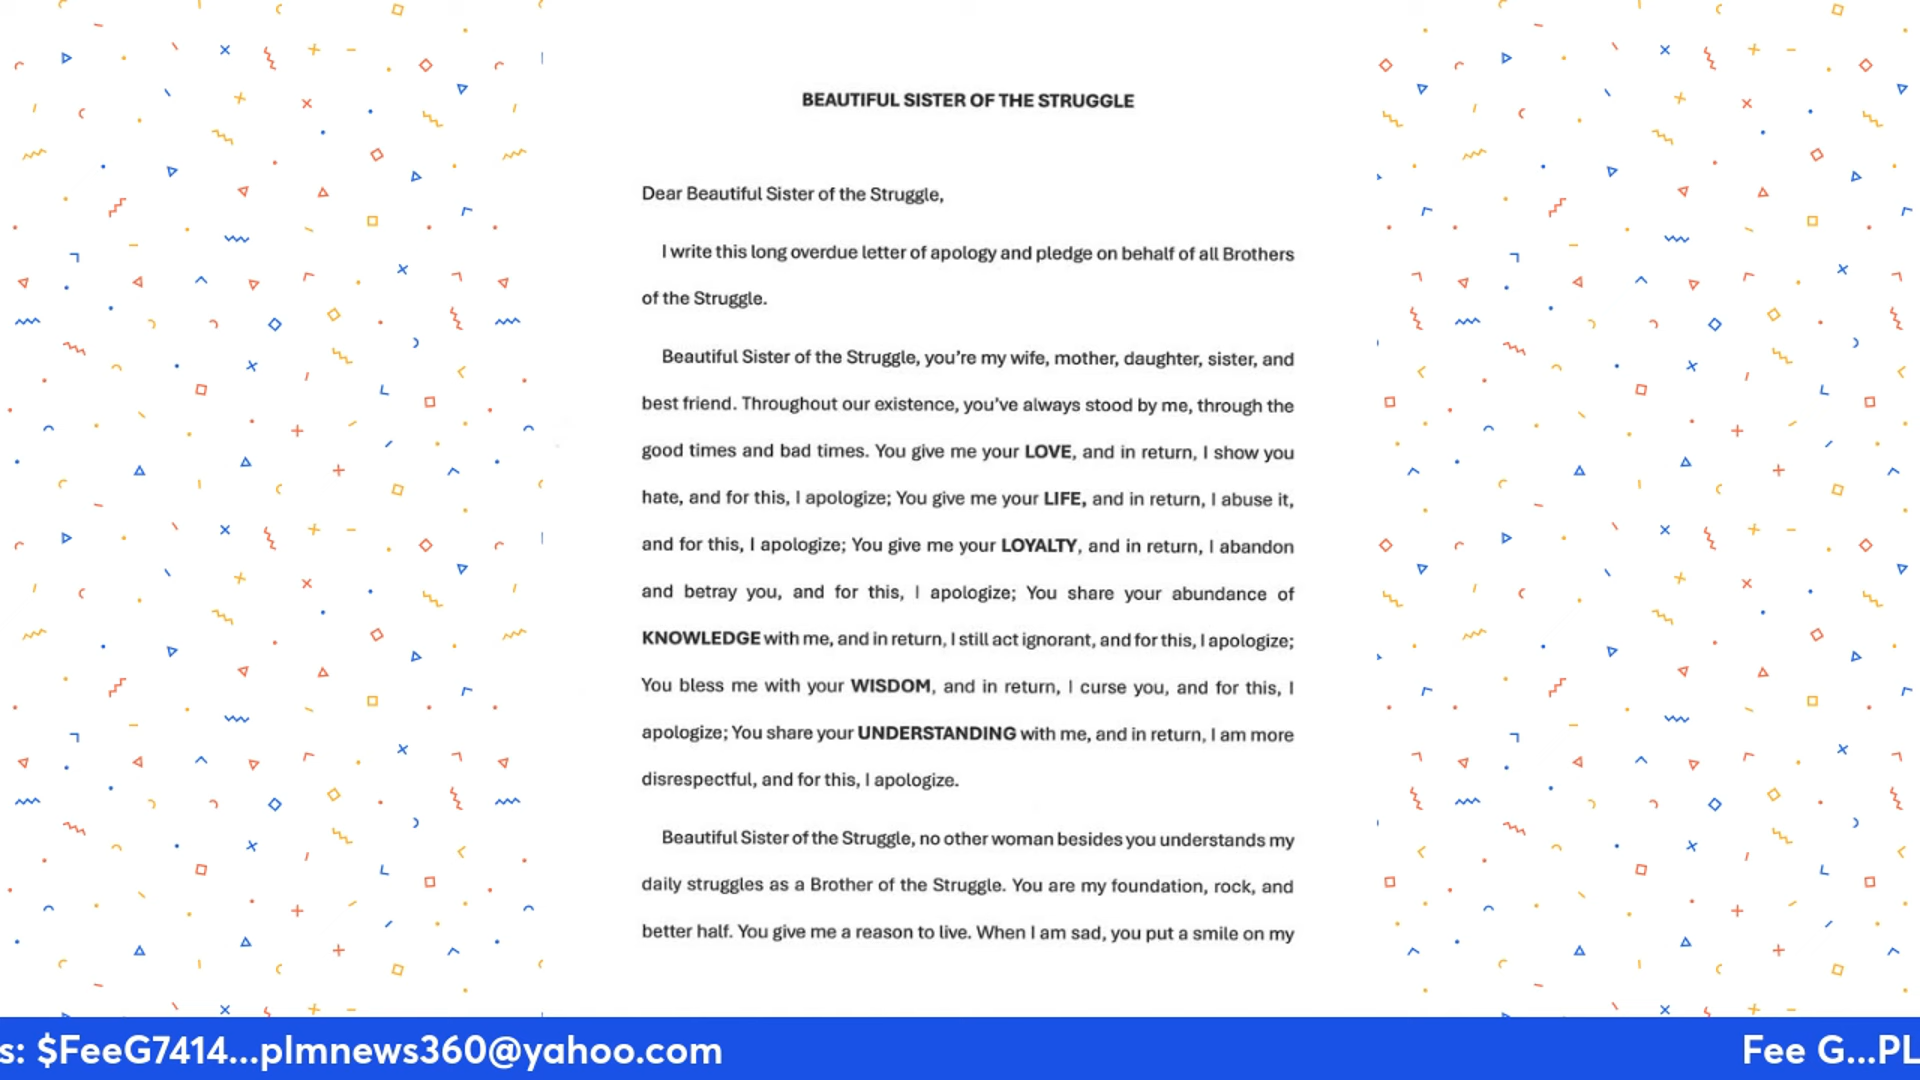 BEAUTIFUL SISTER OF THE STRUGGLE
Dear Beautiful Sister of the Struggle,
I write this long overdue letter of apology and pledge on behalf of all Brothers
of the Struggle.
Beautiful Sister of the Struggle, you’re my wife, mother, daughter, sister, and
best friend. Throughout our existence, you’ve always stood by me, through the
good times and bad times. You give me your LOVE, and in return, I show you
hate, and for this, I apologize; You give me your LIFE, and in return, I abuse it,
and for this, I apologize; You give me your LOYALTY, and in return, I abandon
and betray you, and for this, I apologize; You share your abundance of
KNOWLEDGE with me, and in return, I still act ignorant, and for this, I apologize;
You bless me with your WISDOM, and in return, I curse you, and for this, I
apologize; You share your UNDERSTANDING with me, and in return, I am more
disrespectful, and for this, I apologize.
Beautiful Sister of the Struggle, no other woman besides you understands my
daily struggles as a Brother of the Struggle. You are my foundation, rock, and
better half. You give me a reason to live. When I am sad, you put a smile on my
s: $FeeG7414...plmnews360@yahoo.com Fee G...PL